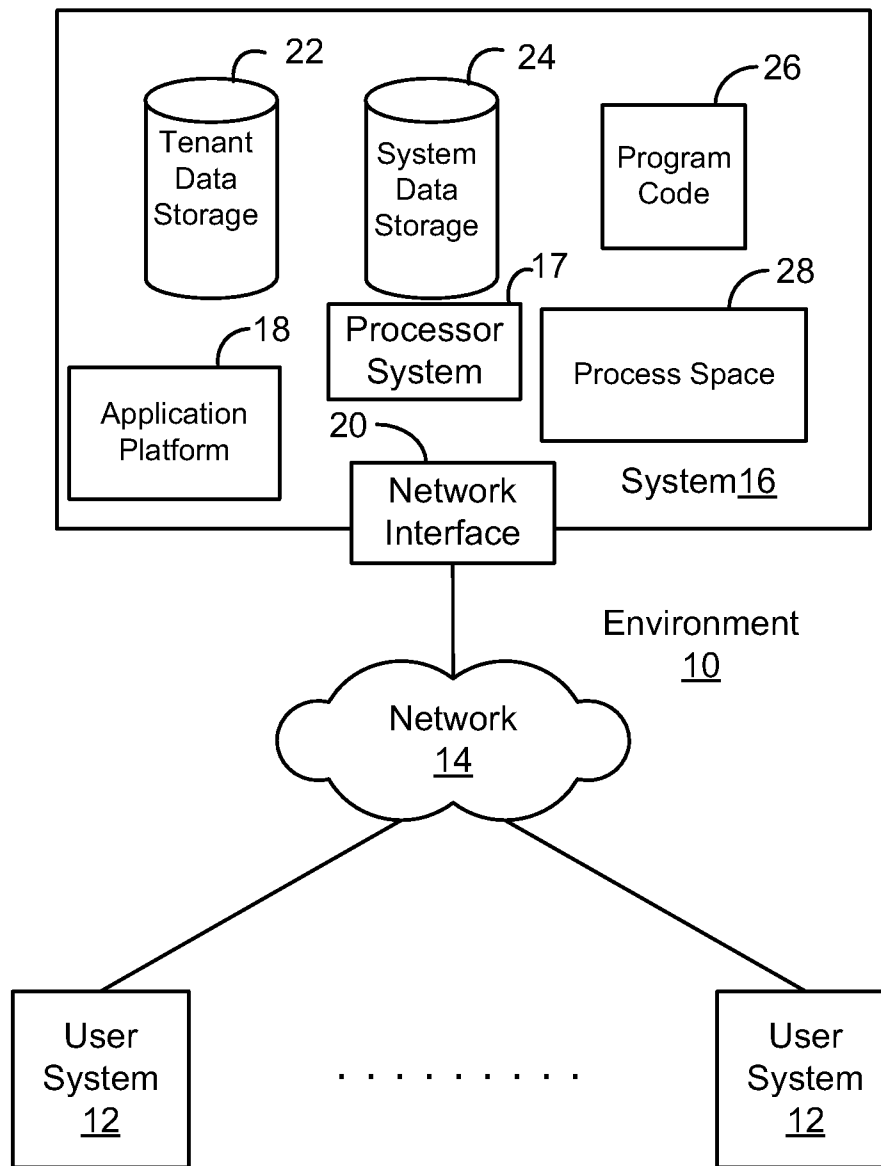 22
24
26
Tenant
Data
Storage
System
Data
Storage
Program
Code
17
28
18
Processor
System
Process Space
Application
Platform
20
Network
Interface
System16
Environment
10
Network
14
User
System
12
. . . . . . . . .
User
System
12